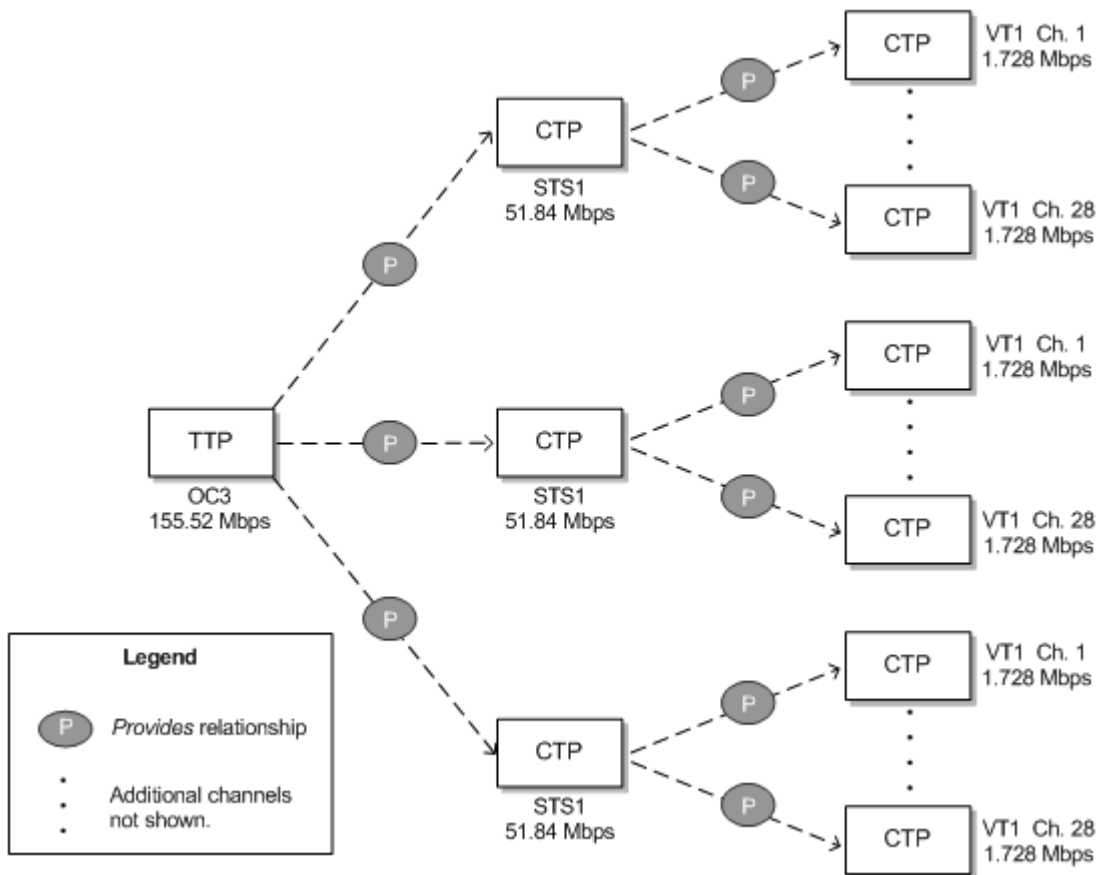 CTP
VT1 Ch. 1
1.728 Mbps
P
CTP
STS1
51.84 Mbps
P
CTP
VT1 Ch. 28
1.728 Mbps
P
CTP
VT1 Ch. 1
1.728 Mbps
P
TTP
OC3
155.52 Mbps
P
CTP
STS1
51.84 Mbps
P
CTP
VT1 Ch. 28
1.728 Mbps
P
CTP
VT1 Ch. 1
1.728 Mbps
P
CTP
STS1
51.84 Mbps
P
CTP
VT1 Ch. 28
1.728 Mbps
Legend
P
Provides relationship
Additional channels
not shown.